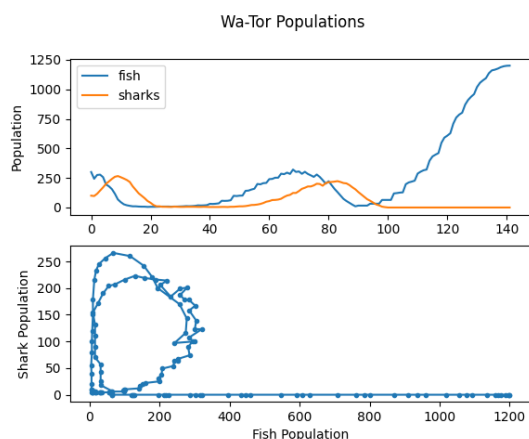 Wa-Tor Populations
1250
1000
750
500
250
0
Population
fish
sharks
0 20 40 60 80 100 120 140
250
200
150
100
50
0
Shark Population
0 200 400 600 800 1000 1200
Fish Population